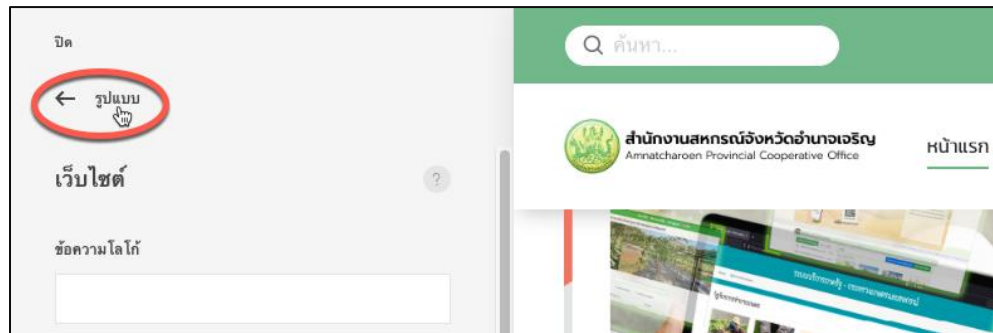 ปิด
← รูปแบบ
เว็บไซต์
?
ข้อความโลโก้
ค้นหา...
สำนักงานสหกรณ์จังหวัดอำนาจเจริญ
Amnatcharoen Provincial Cooperative Office
หน้าแรก